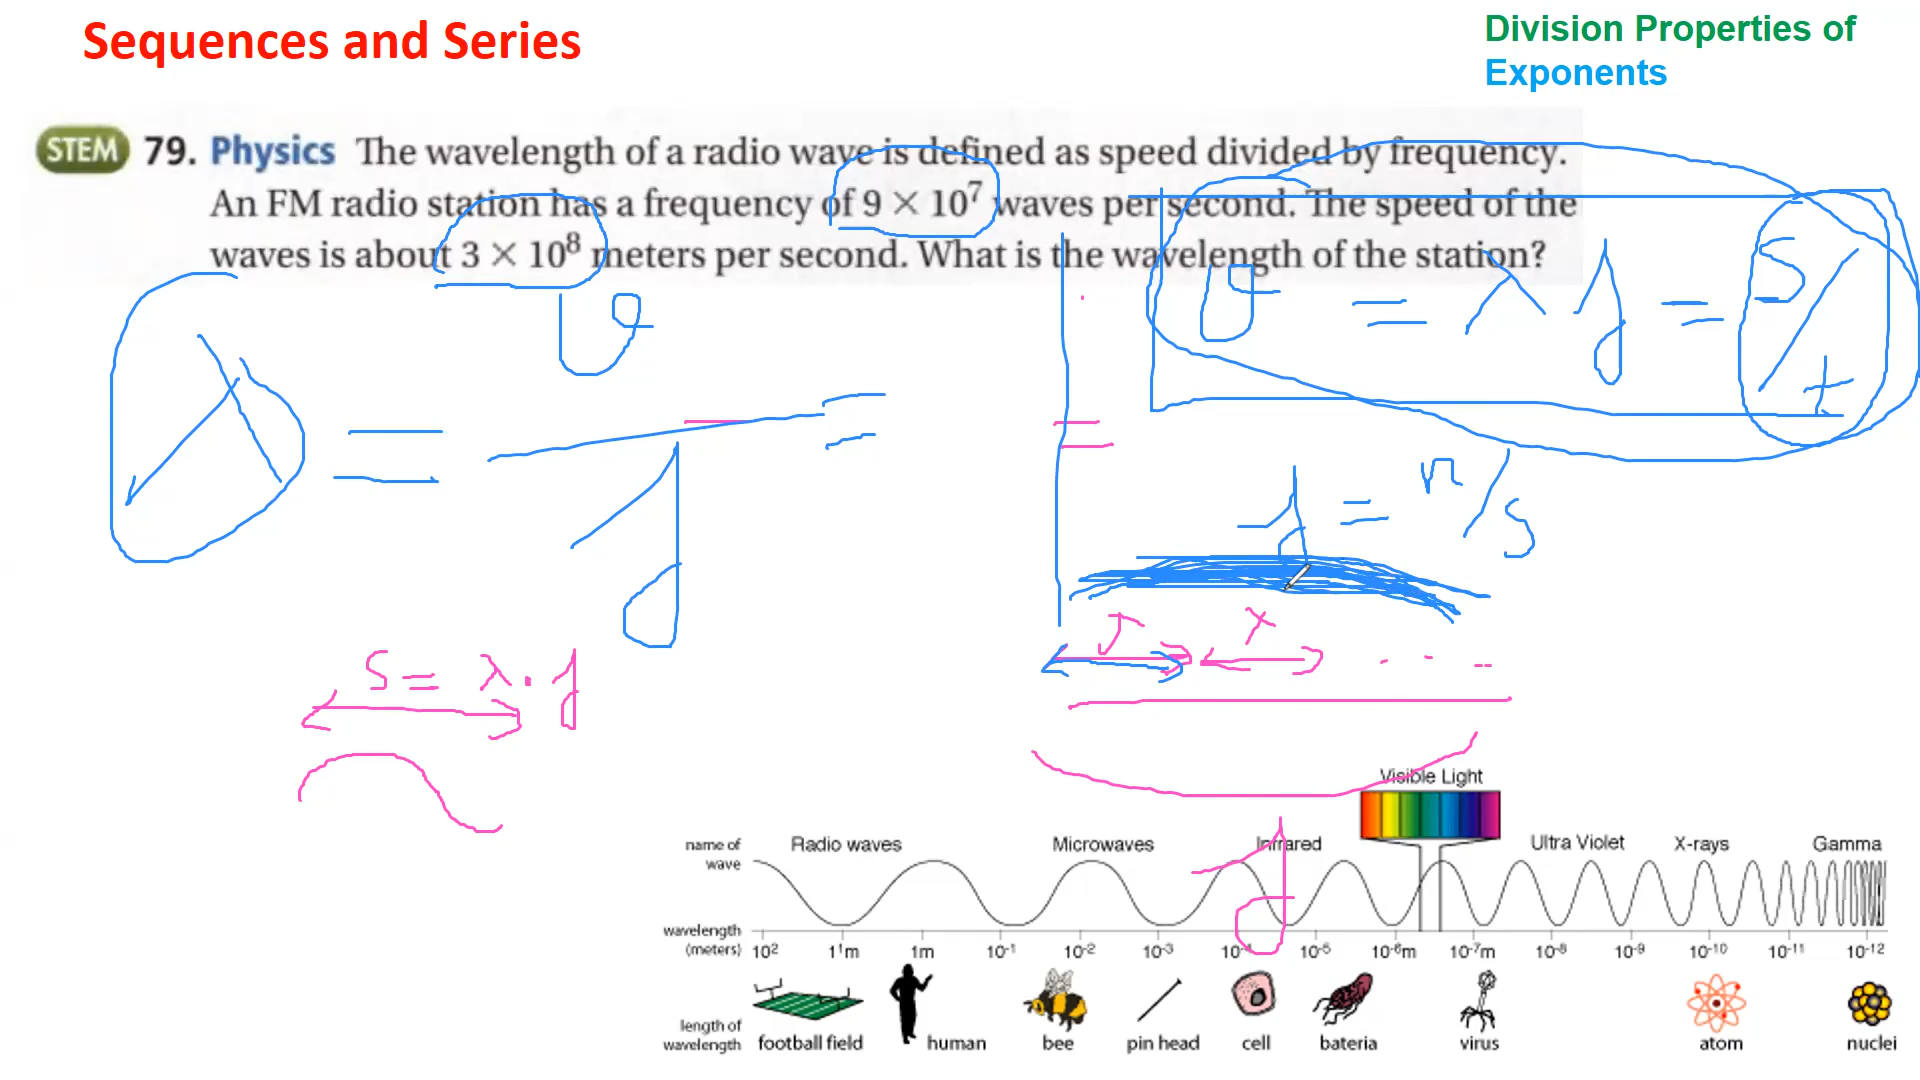 Sequences and Series
Division Properties of
Exponents
STEM 79. Physics The wavelength of a radio wave is defined as speed divided by frequency.
An FM radio station has a frequency of 9 × 10⁷ waves per second. The speed of the
waves is about 3 × 10⁸ meters per second. What is the wavelength of the station?
λ = v / f =
v = λ f = S / t
f = n/s
S = λ . f
λ λ . . . --
f
Visible Light
name of wave Radio waves Microwaves Infrared Ultra Violet X-rays Gamma
wavelength (meters) 10² 1¹m 1m 10⁻¹ 10⁻² 10⁻³ 10⁻⁴ 10⁻⁵ 10⁻⁶m 10⁻⁷m 10⁻⁸ 10⁻⁹ 10⁻¹⁰ 10⁻¹¹ 10⁻¹²
length of wavelength football field human bee pin head cell bateria virus atom nuclei